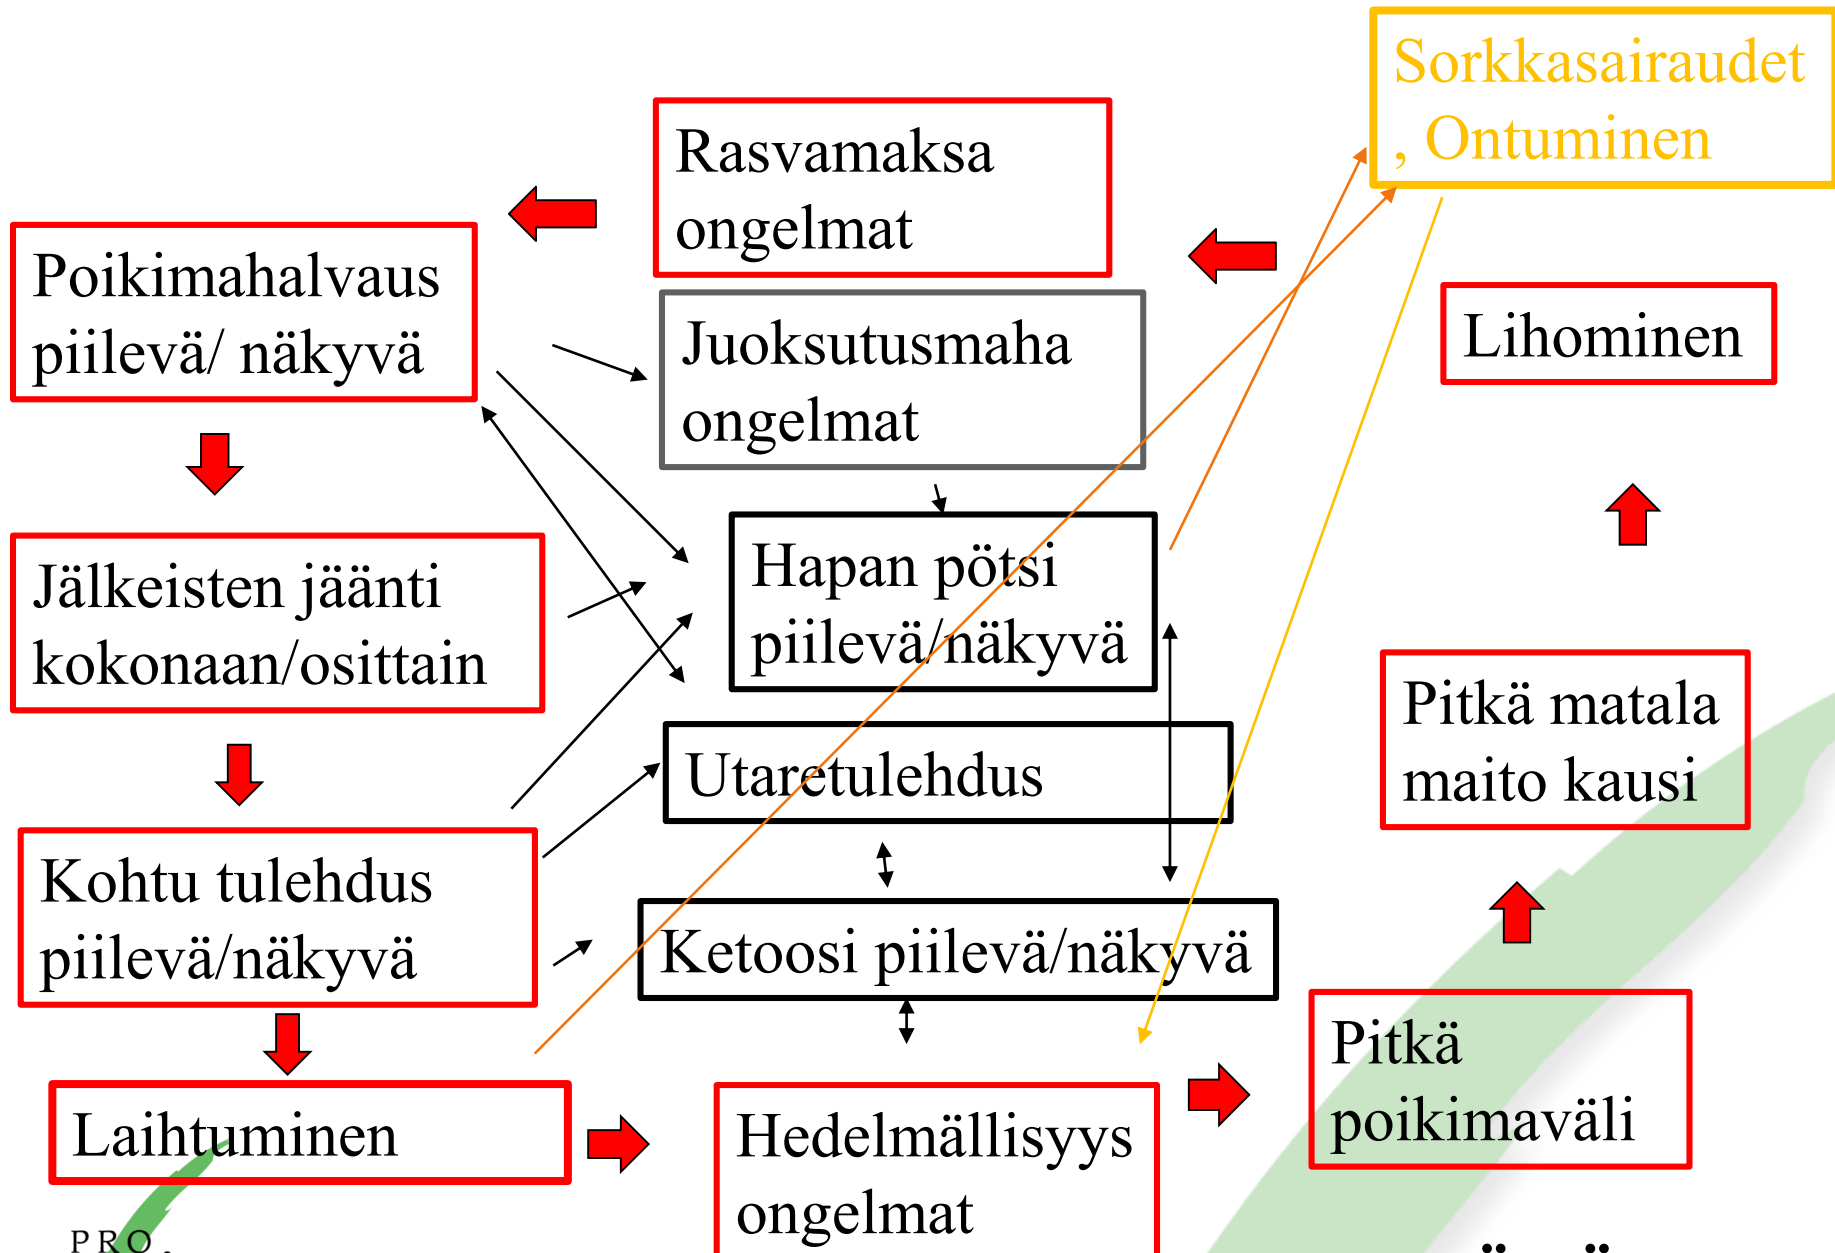 Sorkkasairaudet
, Ontuminen
Rasvamaksa
ongelmat
Poikimahalvaus
piilevä/ näkyvä
Juoksutusmaha
ongelmat
Lihominen
Hapan pötsi
piilevä/näkyvä
Jälkeisten jäänti
kokonaan/osittain
Pitkä matala
maito kausi
Utaretulehdus
Kohtu tulehdus
piilevä/näkyvä
Ketoosi piilevä/näkyvä
Pitkä
poikimaväli
Laihtuminen
Hedelmällisyys
ongelmat
PRO